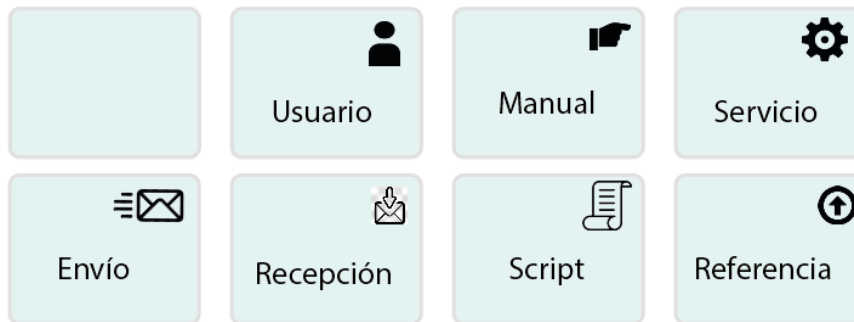 Usuario
Manual
Servicio
Envío
Recepción
Script
Referencia